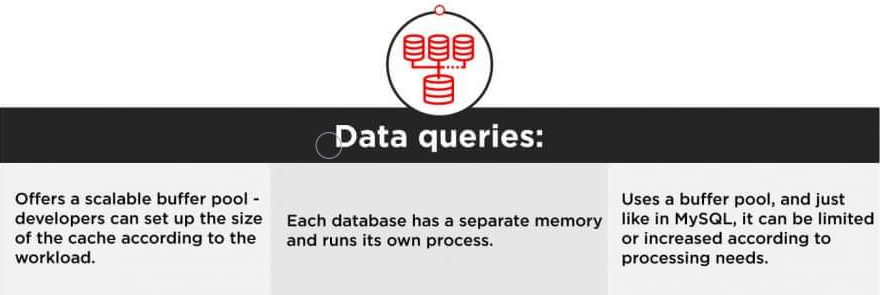 Data queries:
Offers a scalable buffer pool -
developers can set up the size
of the cache according to the
workload.
Each database has a separate memory
and runs its own process.
Uses a buffer pool, and just
like in MySQL, it can be limited
or increased according to
processing needs.